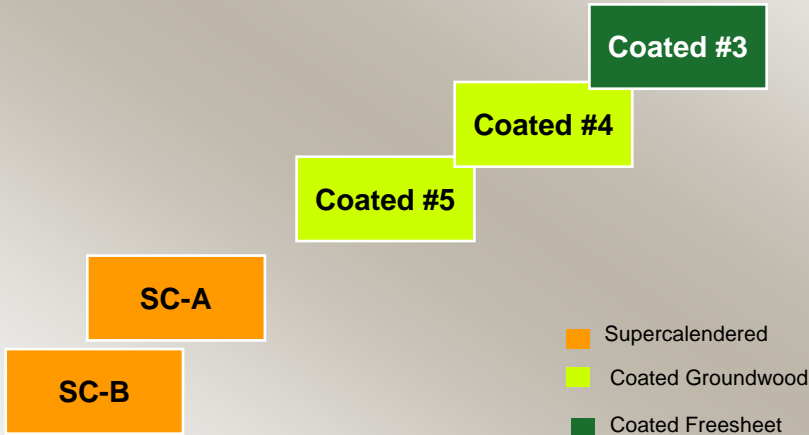 Coated #3
Coated #4
Coated #5
SC-A
SC-B
Supercalendered
Coated Groundwood
Coated Freesheet